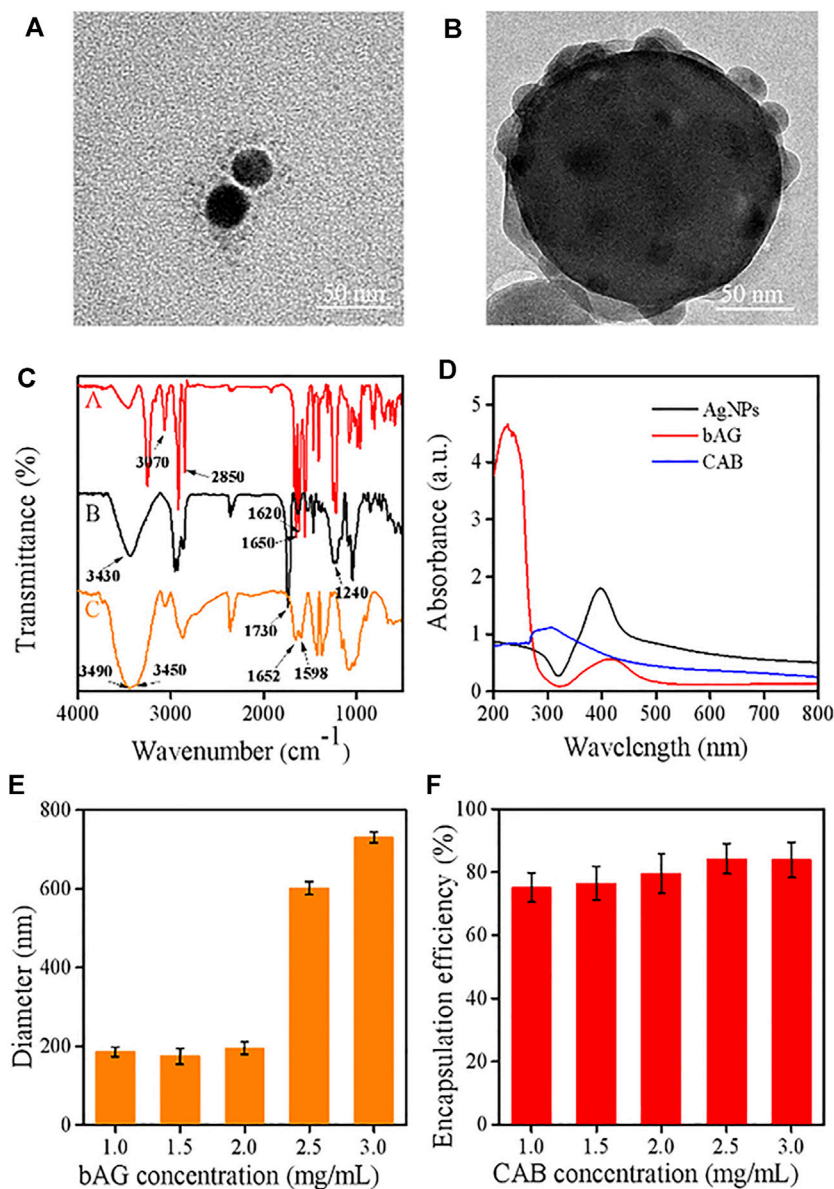 A
B
50 nm
50 nm
C
D
A
3070
2850
B
1620
1650
3430
1240
C
1730
3490
3450
1652
1598
Transmittance (%)
4000
3000
2000
1000
Wavenumber (cm-1)
5
4
3
2
1
0
Absorbance (a.u.)
AgNPs
bAG
CAB
200
300
400
500
600
700
800
Wavelength (nm)
E
F
800
600
400
200
0
Diameter (nm)
1.0
1.5
2.0
2.5
3.0
bAG concentration (mg/mL)
100
80
60
40
20
0
Encapsulation efficiency (%)
1.0
1.5
2.0
2.5
3.0
CAB concentration (mg/mL)